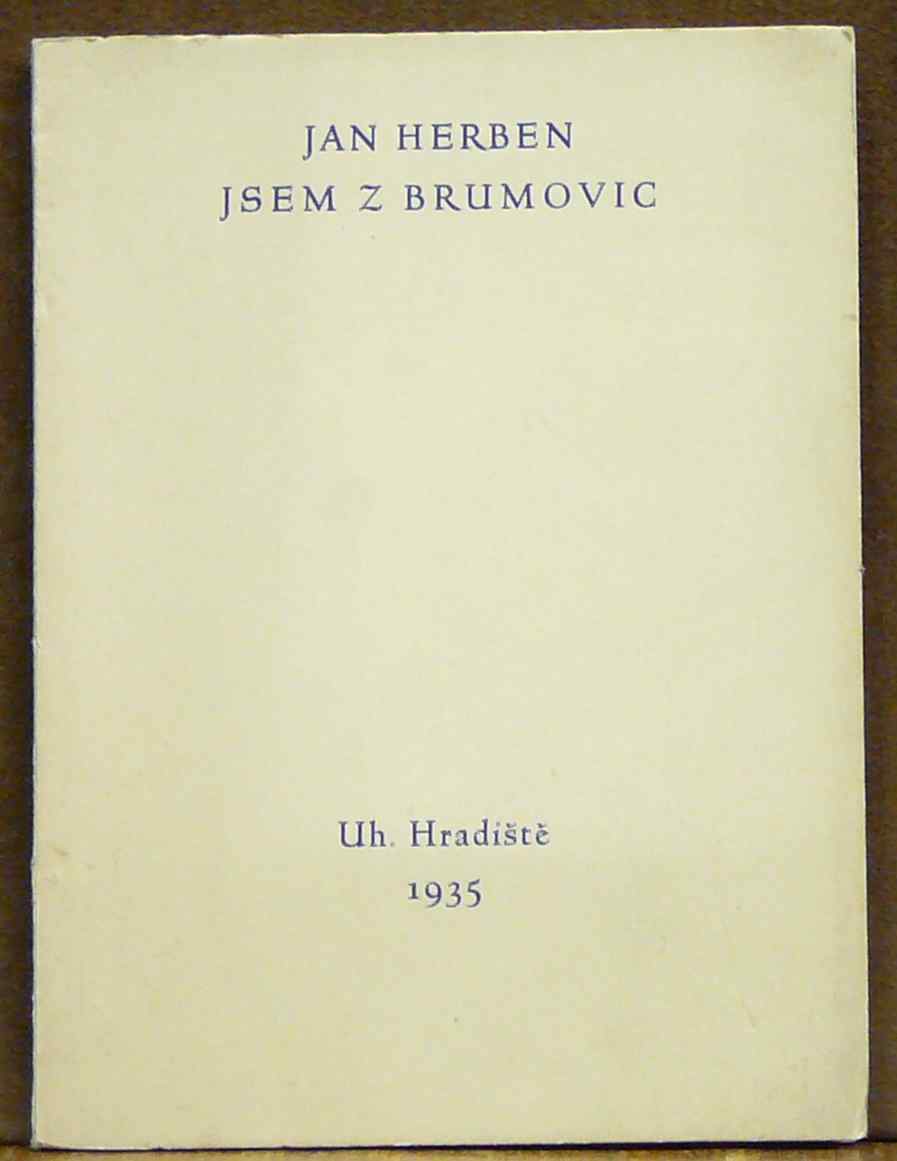 JAN HERBEN
JSEM Z BRUMOVIC
Uh. Hradiště
1935